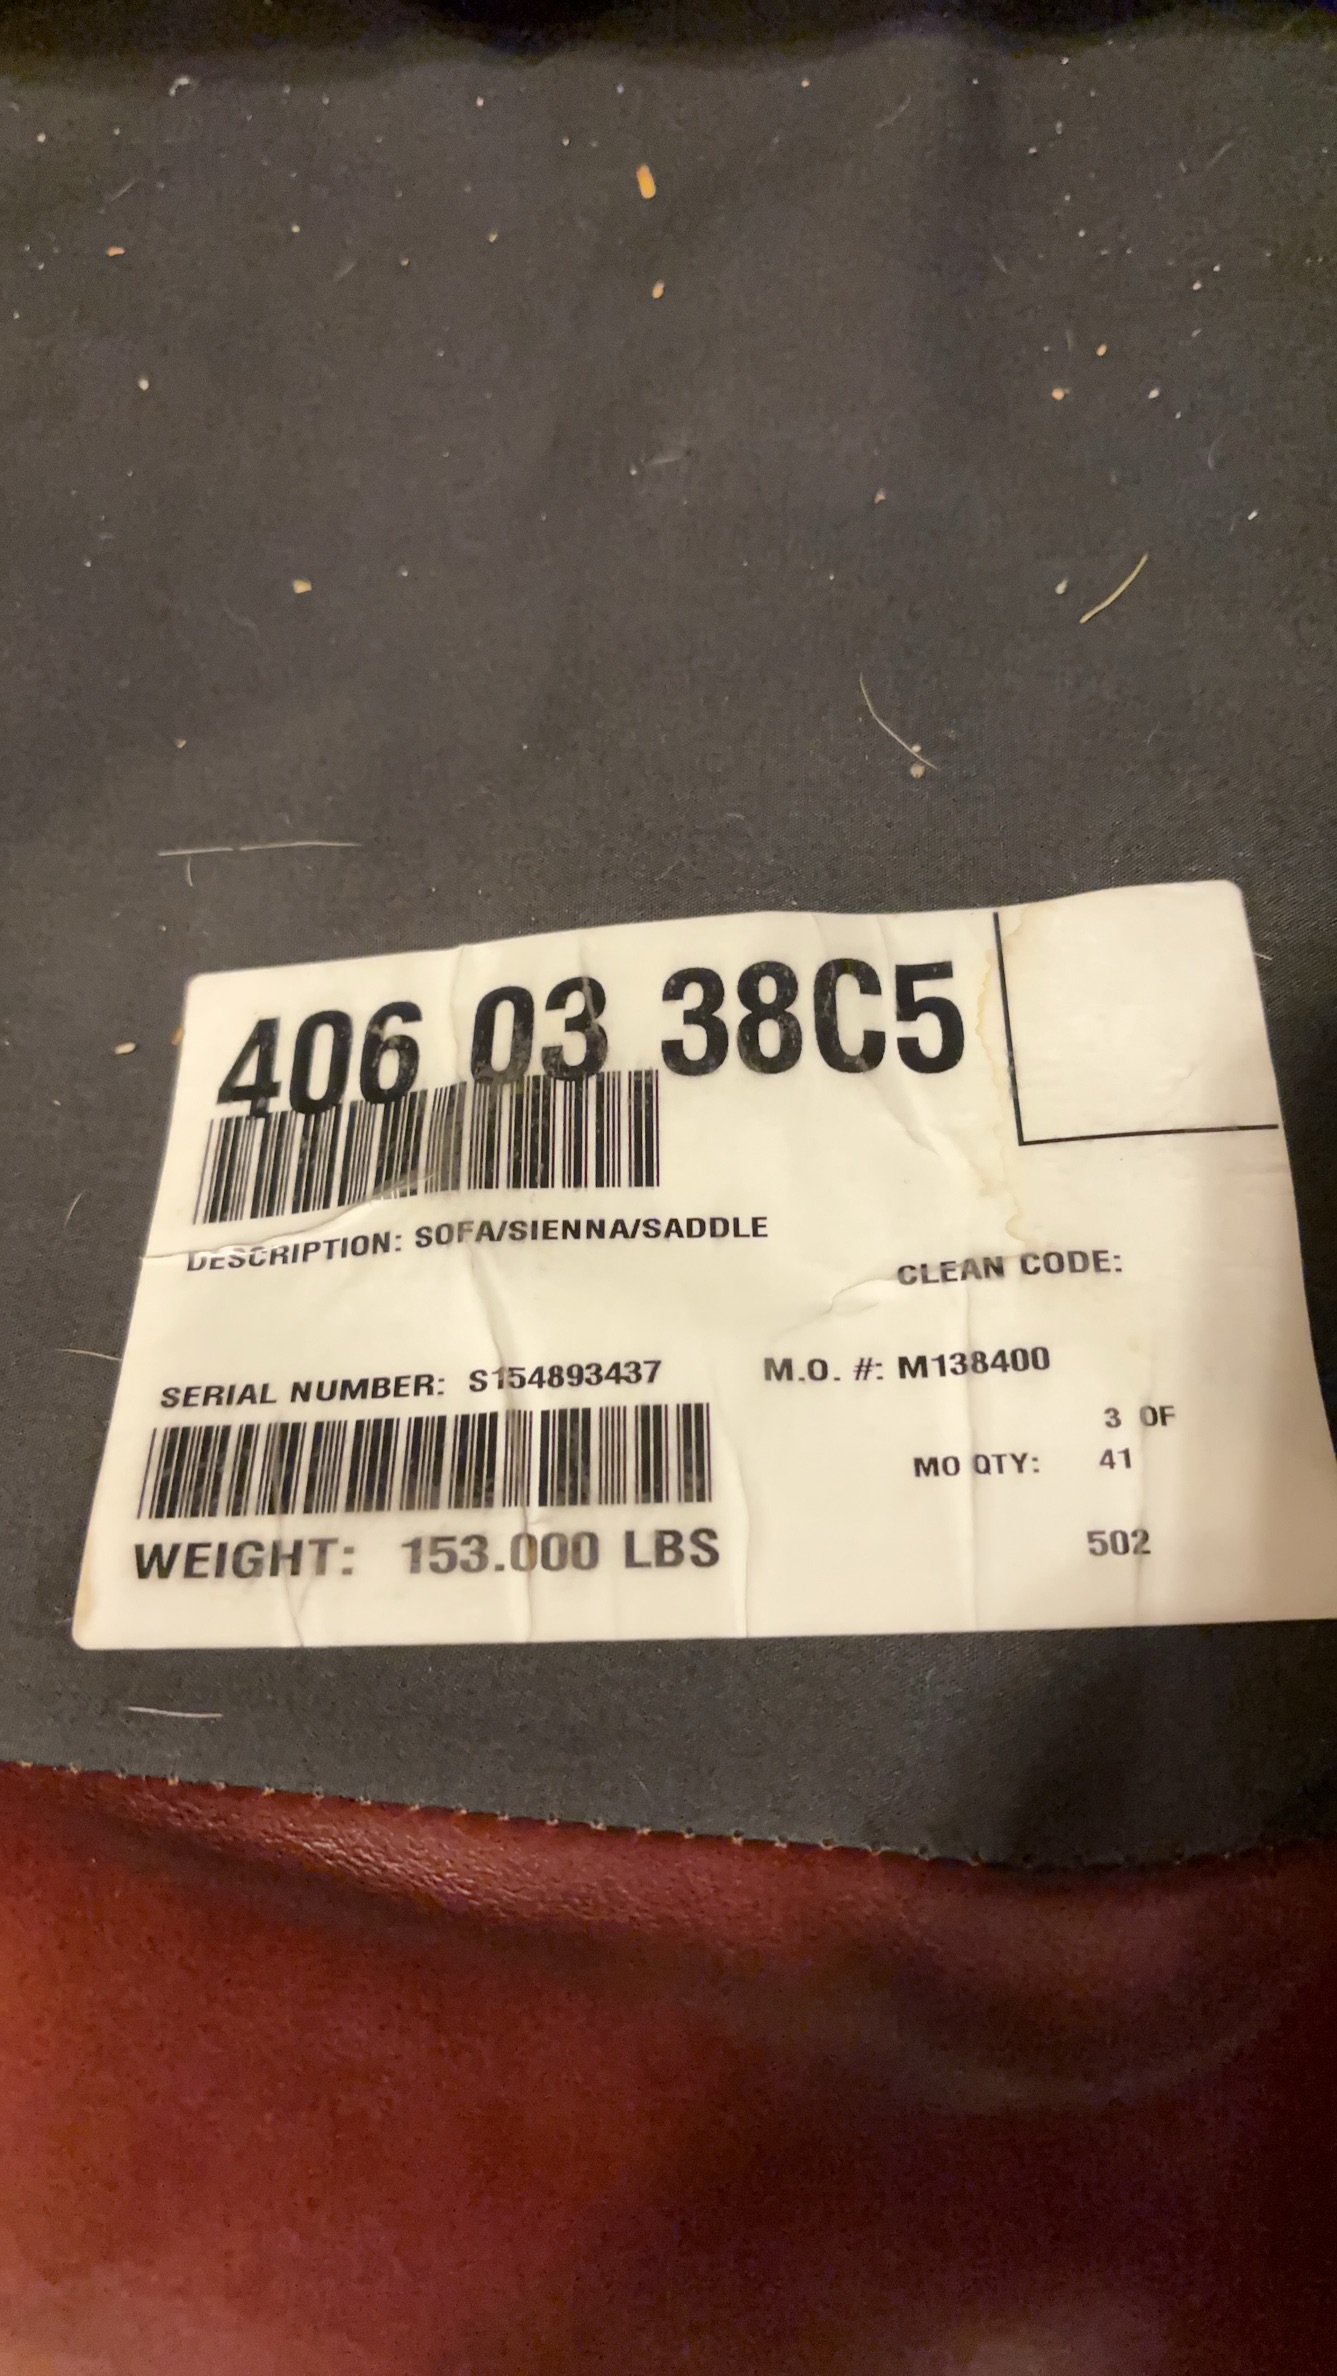 406 03 38C5
DESCRIPTION: SOFA/SIENNA/SADDLE
CLEAN CODE:
SERIAL NUMBER: S154893437
M.O. #: M138400
3 OF
MO QTY: 41
WEIGHT: 153.000 LBS
502